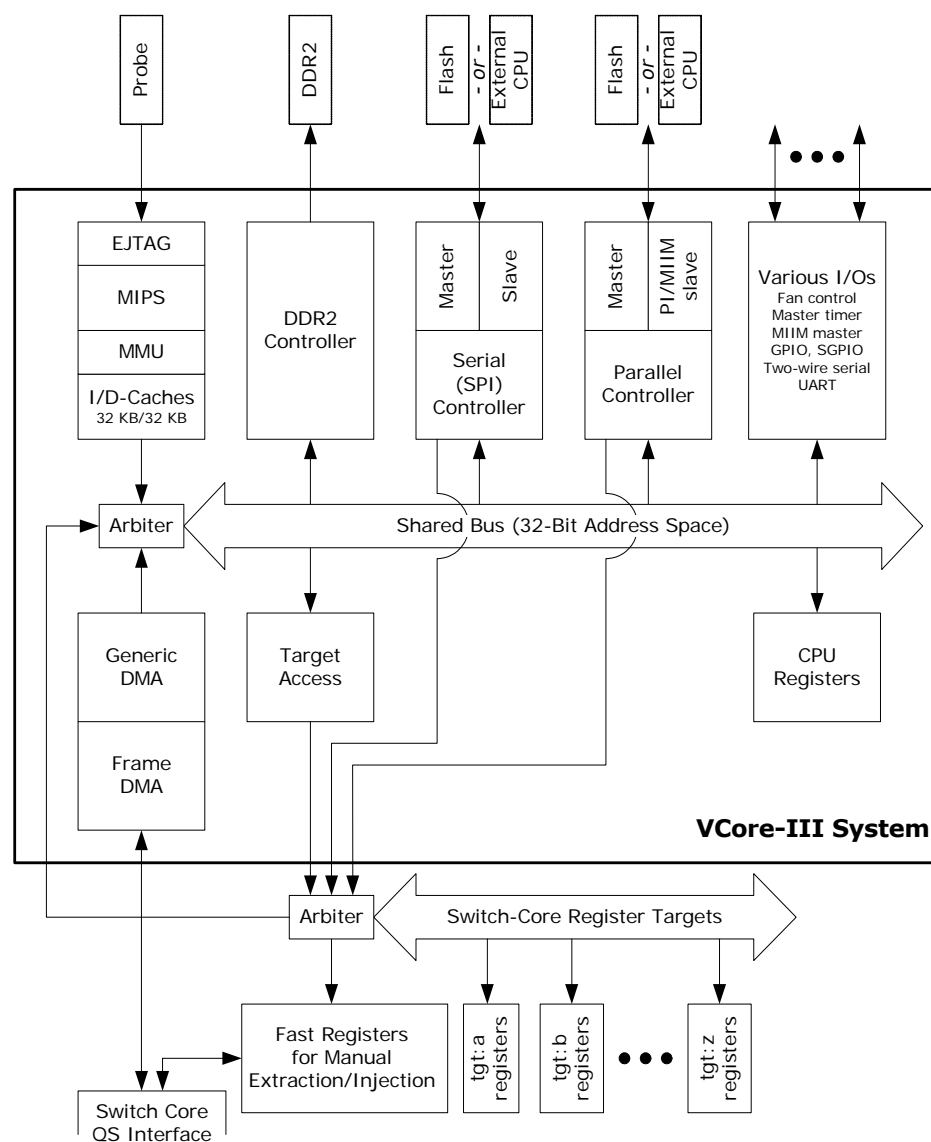 Probe
DDR2
Flash
- or -
External
CPU
Flash
- or -
External
CPU
EJTAG
MIPS
MMU
I/D-Caches
32 KB/32 KB
DDR2
Controller
Master
Slave
Serial
(SPI)
Controller
Master
PI/MIIM
slave
Parallel
Controller
Various I/Os
Fan control
Master timer
MIIM master
GPIO, SGPIO
Two-wire serial
UART
Arbiter
Shared Bus (32-Bit Address Space)
Generic
DMA
Frame
DMA
Target
Access
CPU
Registers
VCore-III System
Arbiter
Switch-Core Register Targets
Fast Registers
for Manual
Extraction/Injection
tgt:a
registers
tgt:b
registers
tgt:z
registers
Switch Core
QS Interface